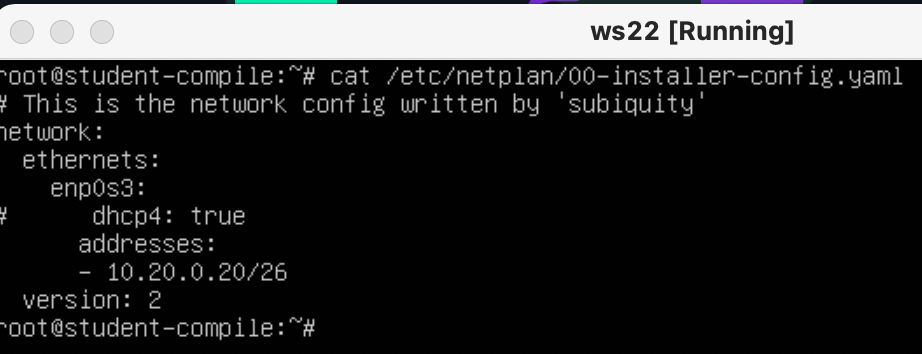 ws22 [Running]
root@student-compile:~# cat /etc/netplan/00-installer-config.yaml
# This is the network config written by 'subiquity'
network:
  ethernets:
    enp0s3:
#      dhcp4: true
      addresses:
      - 10.20.0.20/26
  version: 2
root@student-compile:~#